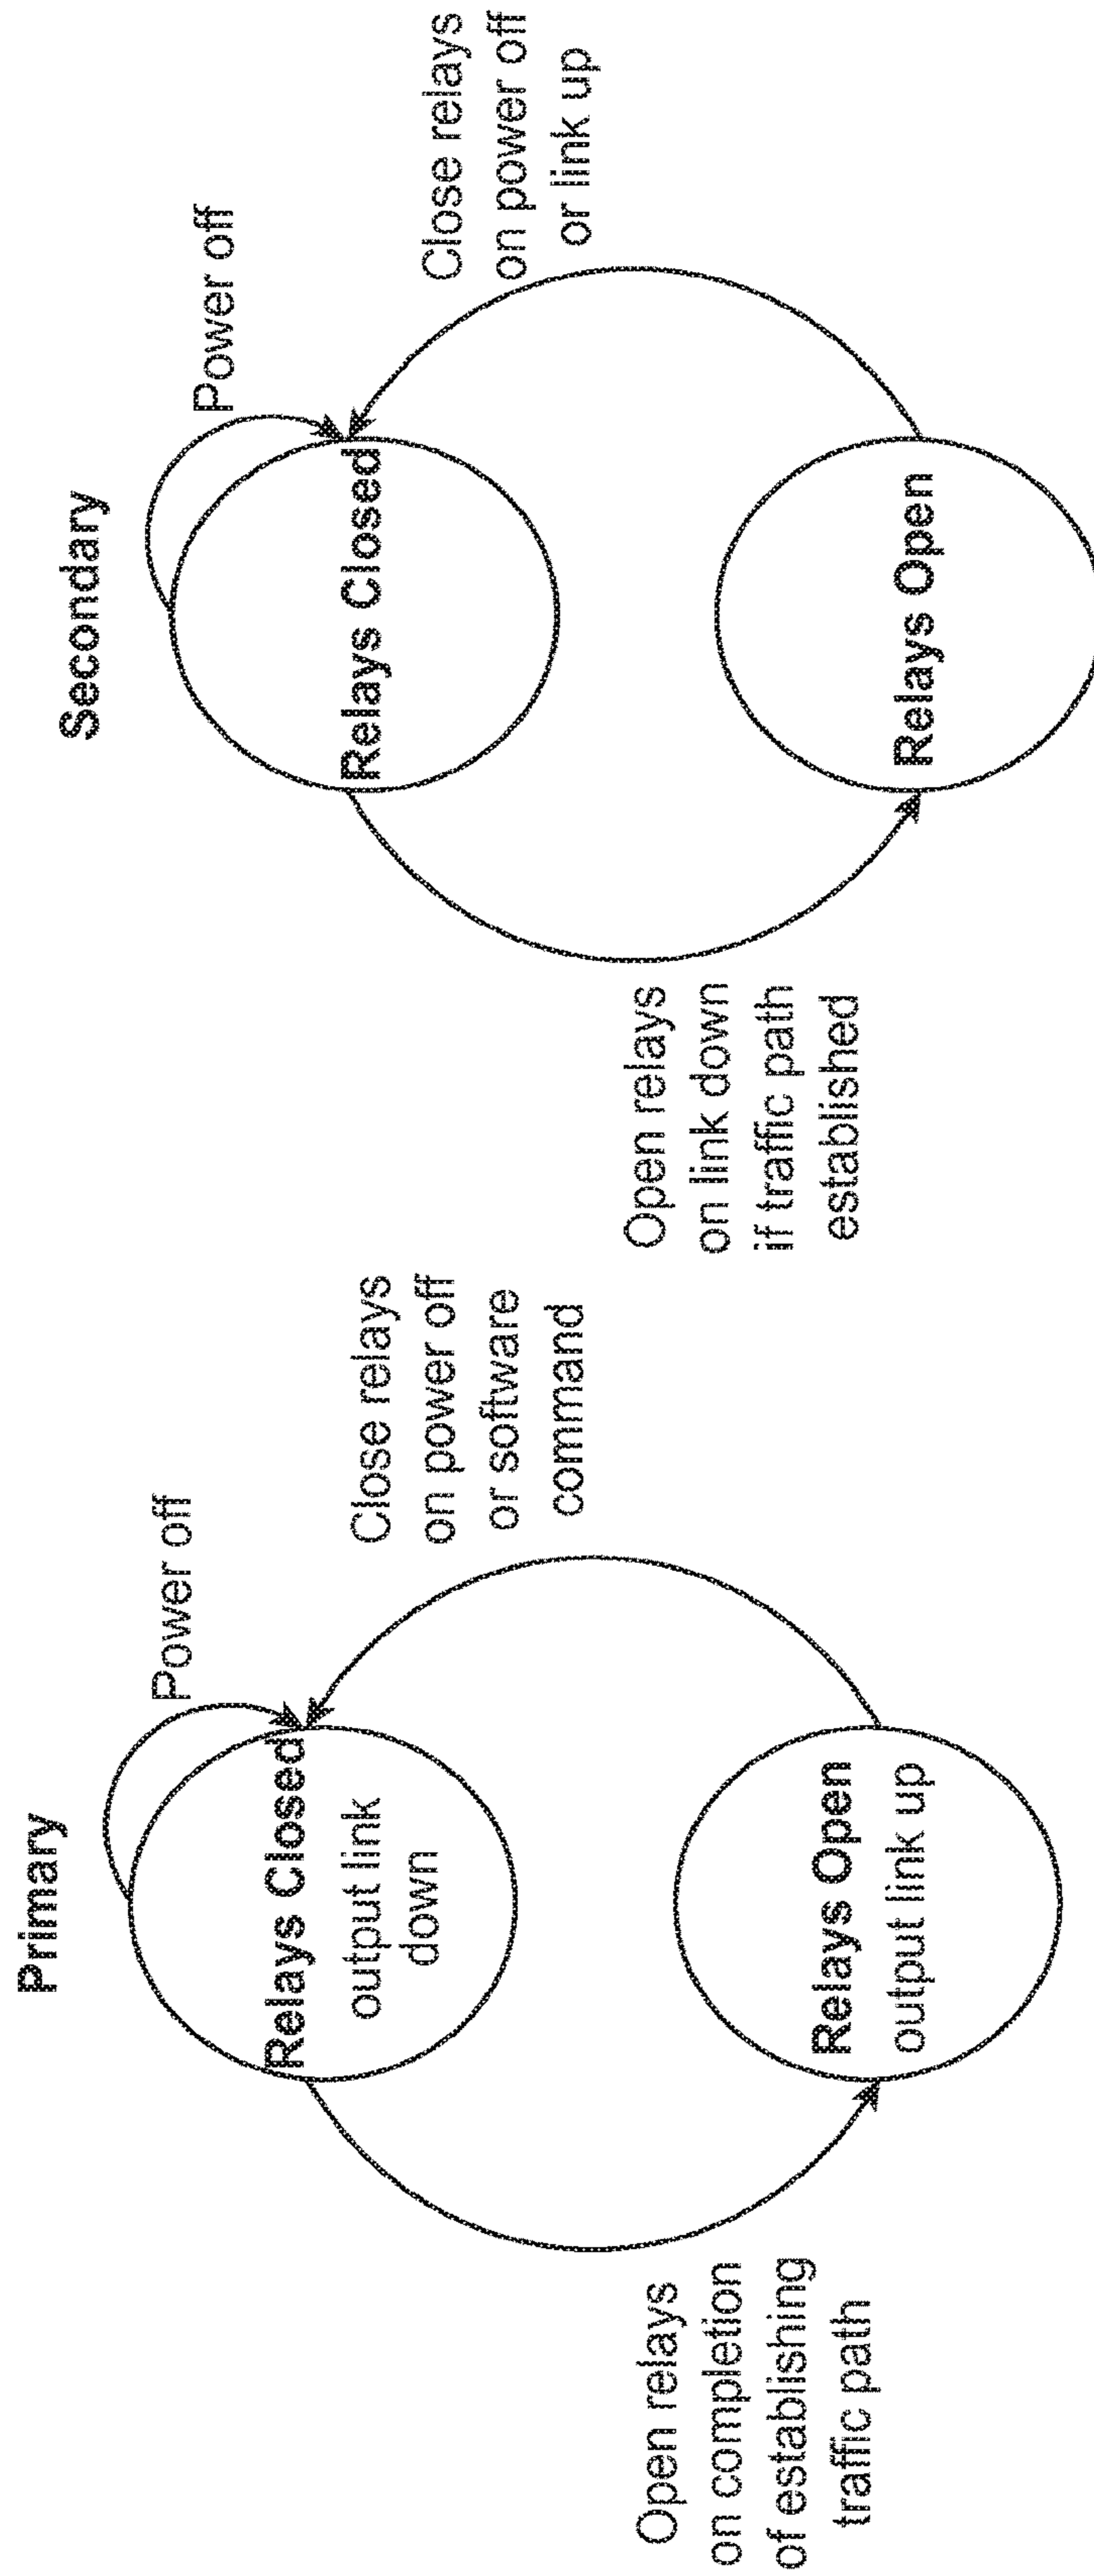 Primary
Power off
Relays Closed
output link
down
Close relays
on power off
or software
command
Open relays
on completion
of establishing
traffic path
Relays Open
output link up
Secondary
Power off
Relays Closed
Close relays
on power off
or link up
Open relays
on link down
if traffic path
established
Relays Open